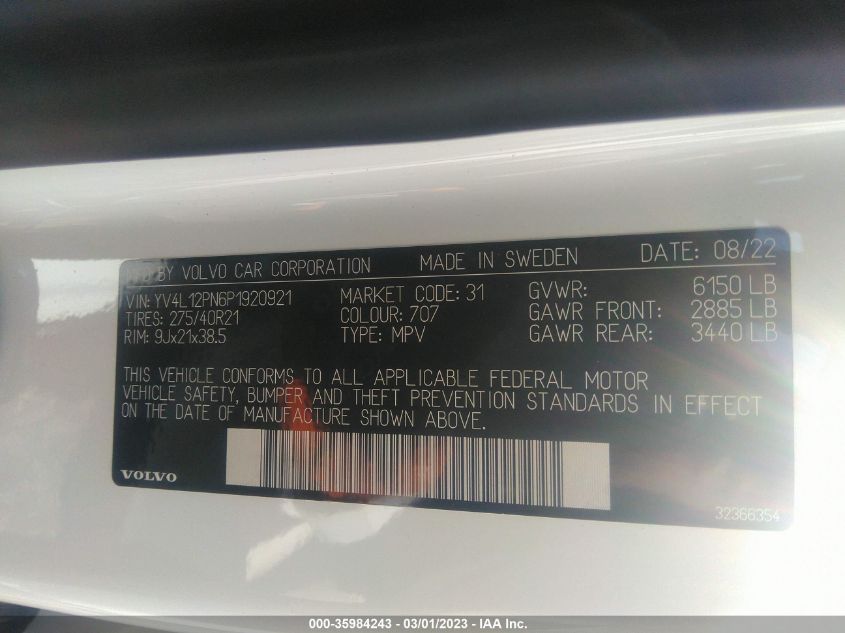 MFD BY VOLVO CAR CORPORATION MADE IN SWEDEN DATE: 08/22
VIN: YV4L12PN6P1920921 MARKET CODE: 31 GVWR: 6150 LB
TIRES: 275/40R21 COLOUR: 707 GAWR FRONT: 2885 LB
RIM: 9Jx21x38.5 TYPE: MPV GAWR REAR: 3440 LB
THIS VEHICLE CONFORMS TO ALL APPLICABLE FEDERAL MOTOR
VEHICLE SAFETY, BUMPER AND THEFT PREVENTION STANDARDS IN EFFECT
ON THE DATE OF MANUFACTURE SHOWN ABOVE.
VOLVO
32366354
000-35984243 - 03/01/2023 - IAA Inc.